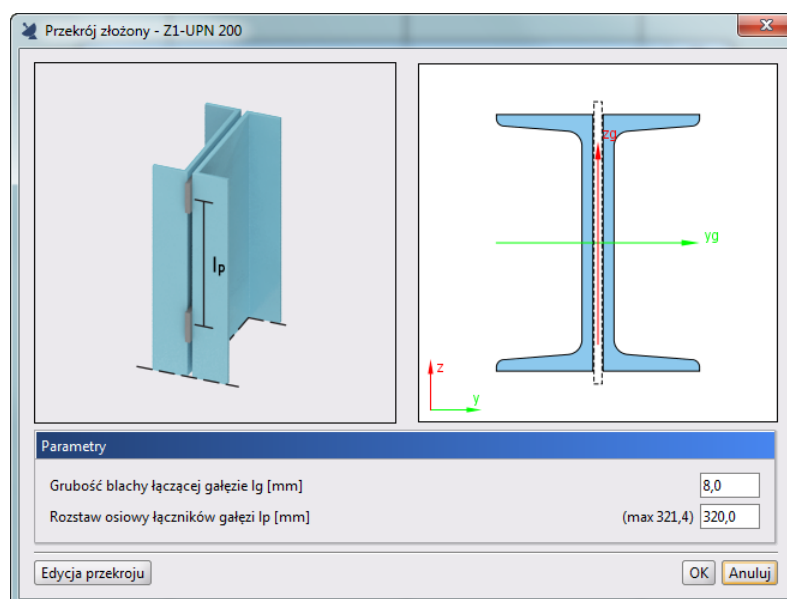 Przekrój złożony - Z1-UPN 200
lp
zg
yg
z
y
Parametry
Grubość blachy łączącej gałęzie lg [mm] 8,0
Rozstaw osiowy łączników gałęzi lp [mm] (max 321,4) 320,0
Edycja przekroju OK Anuluj